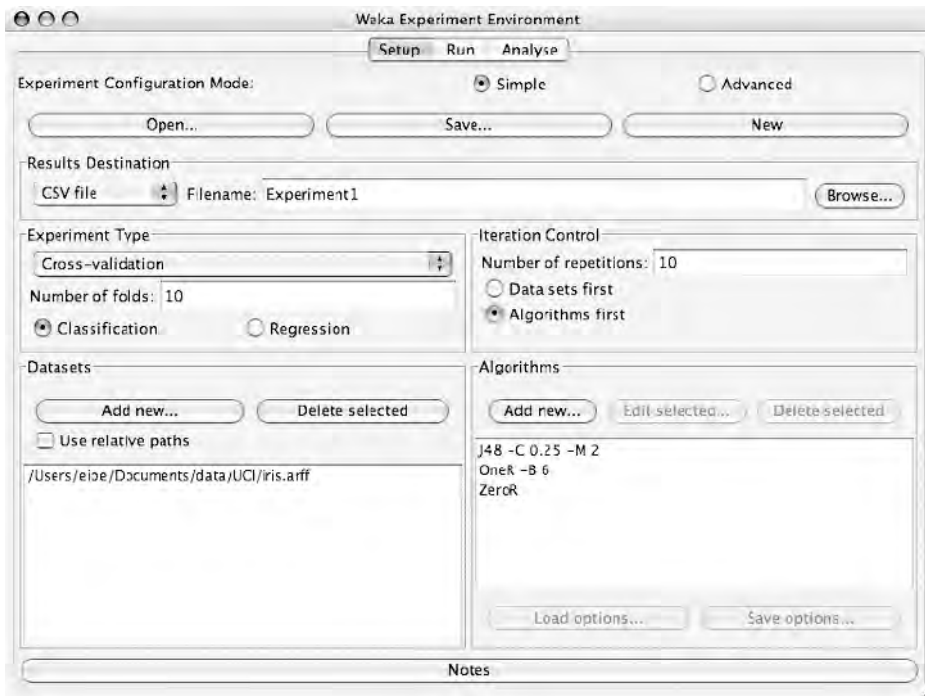 Weka Experiment Environment
Setup Run Analyse
Experiment Configuration Mode: Simple Advanced
Open... Save... New
Results Destination
CSV file Filename: Experiment1 Browse...
Experiment Type
Cross-validation
Number of folds: 10
Classification Regression
Iteration Control
Number of repetitions: 10
Data sets first
Algorithms first
Datasets
Add new... Delete selected
Use relative paths
/Users/eibe/Documents/data/UCI/iris.arff
Algorithms
Add new... Edit selected... Delete selected
J48 -C 0.25 -M 2
OneR -B 6
ZeroR
Load options... Save options...
Notes